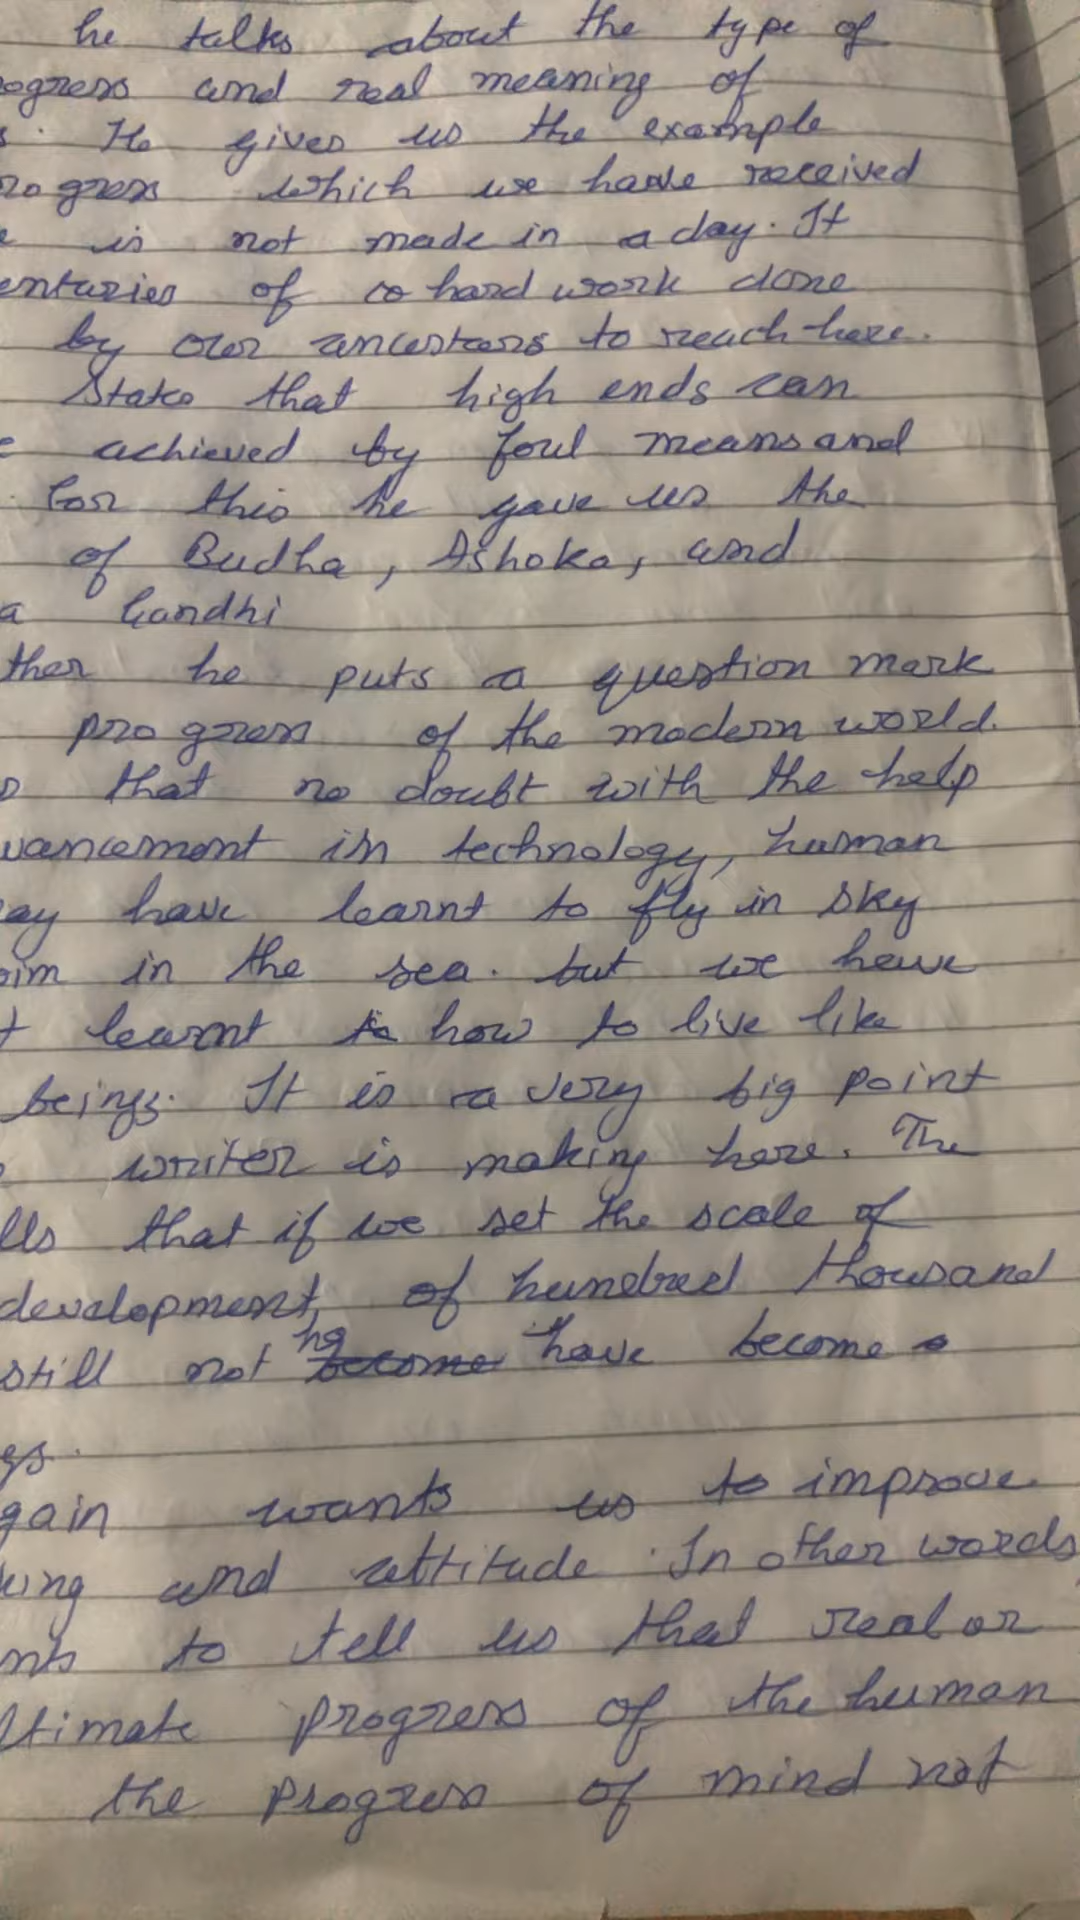 he talks about the type of
ogress and real meaning of
s. He gives us the example
rogress which we have received
e is not made in a day. It
enturies of hard work done
by our ancestors to reach here.
States that high ends can
e achieved by foul means and
. For this he gave us the
of Budha, Ashoka, and
a Gandhi
ther he puts a question mark
progress of the modern world.
s that no doubt with the help
vancement in technology, human
ay have learnt to fly in sky
wim in the sea. but we have
t learnt how to live like
beings. It is a very big point
writer is making here. The
lls that if we set the scale of
development, of hundred thousand
still not have become
gs.
gain wants us to improve.
king and attitude. In other words,
nts to tell us that real or
ltimate progress of the human
the progress of mind not